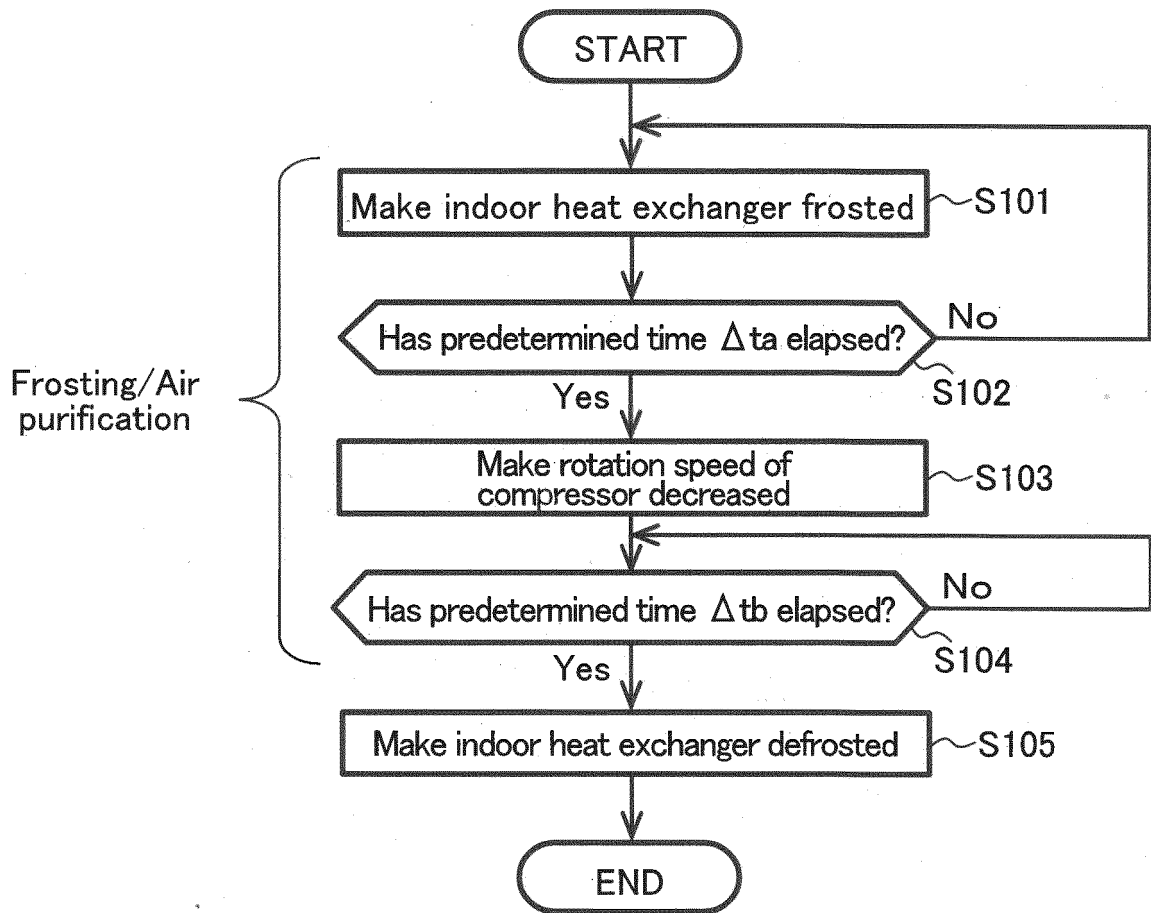 START
Make indoor heat exchanger frosted
S101
Has predetermined time Δta elapsed?
No
S102
Yes
Frosting/Air
purification
Make rotation speed of
compressor decreased
S103
Has predetermined time Δtb elapsed?
No
S104
Yes
Make indoor heat exchanger defrosted
S105
END